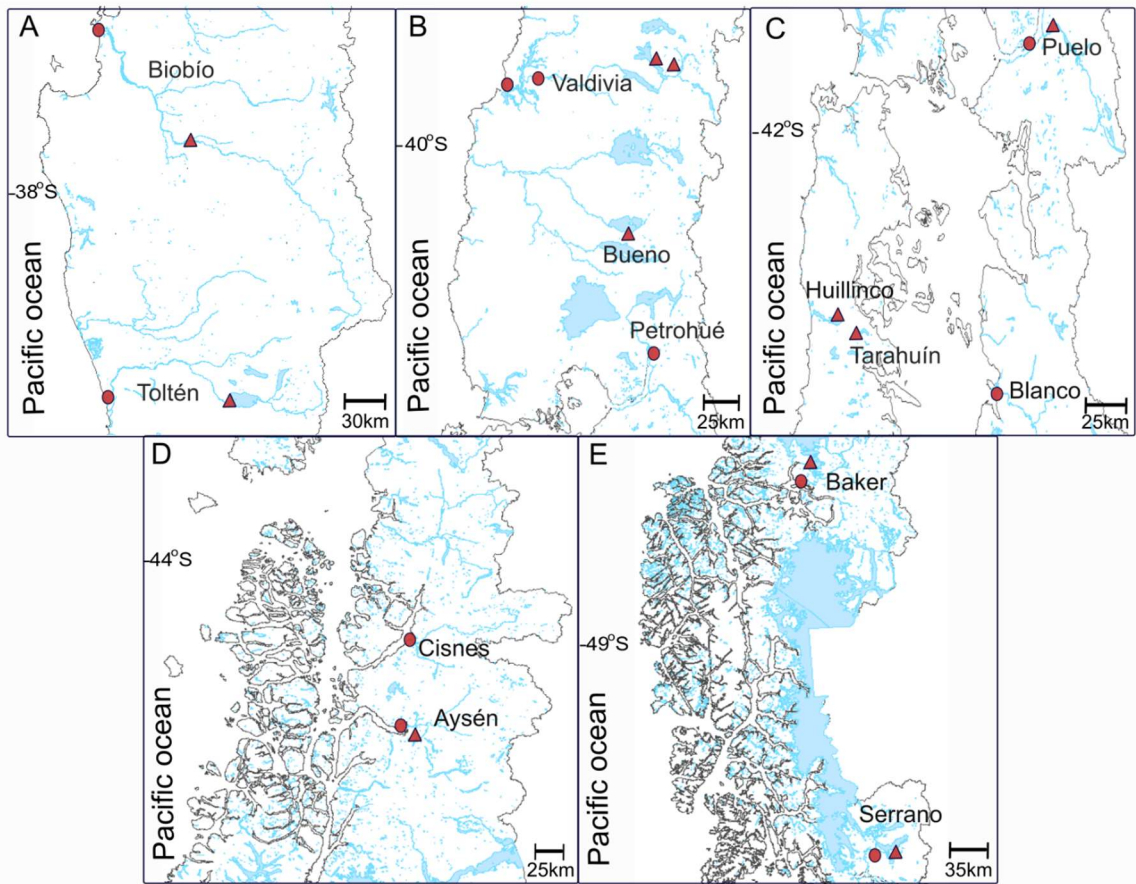 A
Biobío
38°S
Pacific ocean
Toltén
30km
B
Valdivia
40°S
Pacific ocean
Bueno
Petrohué
25km
C
Puelo
42°S
Pacific ocean
Huillinco
Tarahuín
Blanco
25km
D
44°S
Cisnes
Aysén
Pacific ocean
25km
E
Baker
49°S
Pacific ocean
Serrano
35km